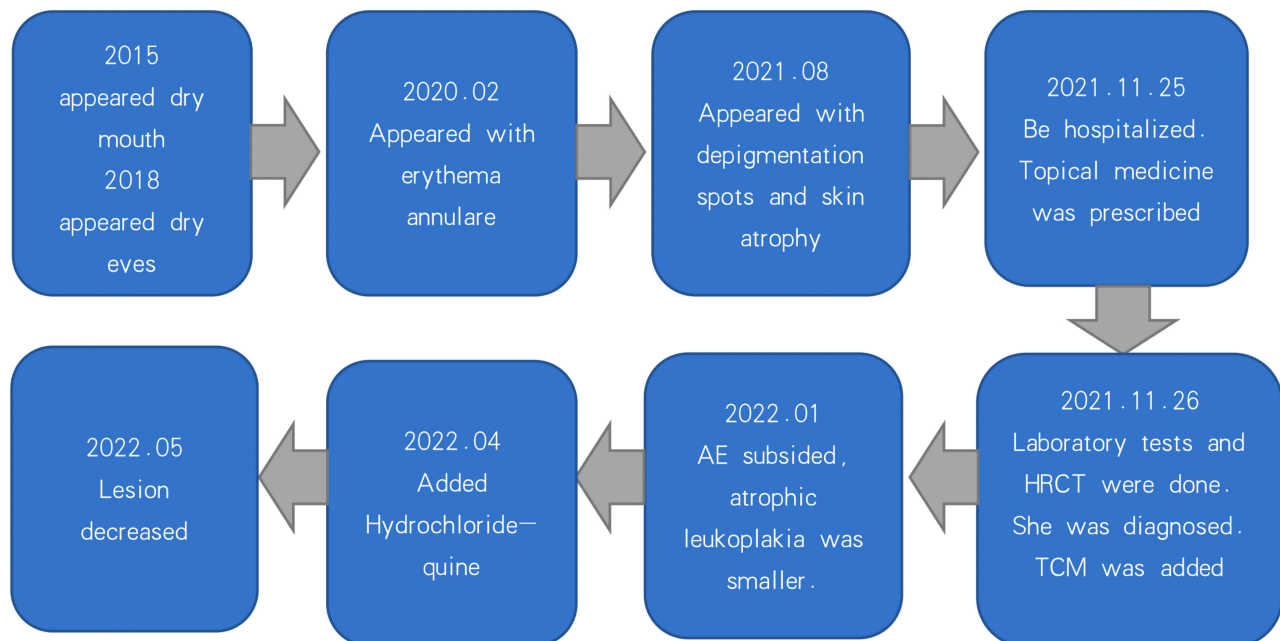 2015
appeared dry
mouth
2018
appeared dry
eves
2020.02
Appeared with
erythema
annulare
2021.08
Appeared with
depigmentation
spots and skin
atrophy
2021.11.25
Be hospitalized.
Topical medicine
was prescribed
2021.11.26
Laboratory tests and
HRCT were done.
She was diagnosed.
TCM was added
2022.01
AE subsided,
atrophic
leukoplakia was
smaller.
2022.04
Added
Hydrochloride—
quine
2022.05
Lesion
decreased